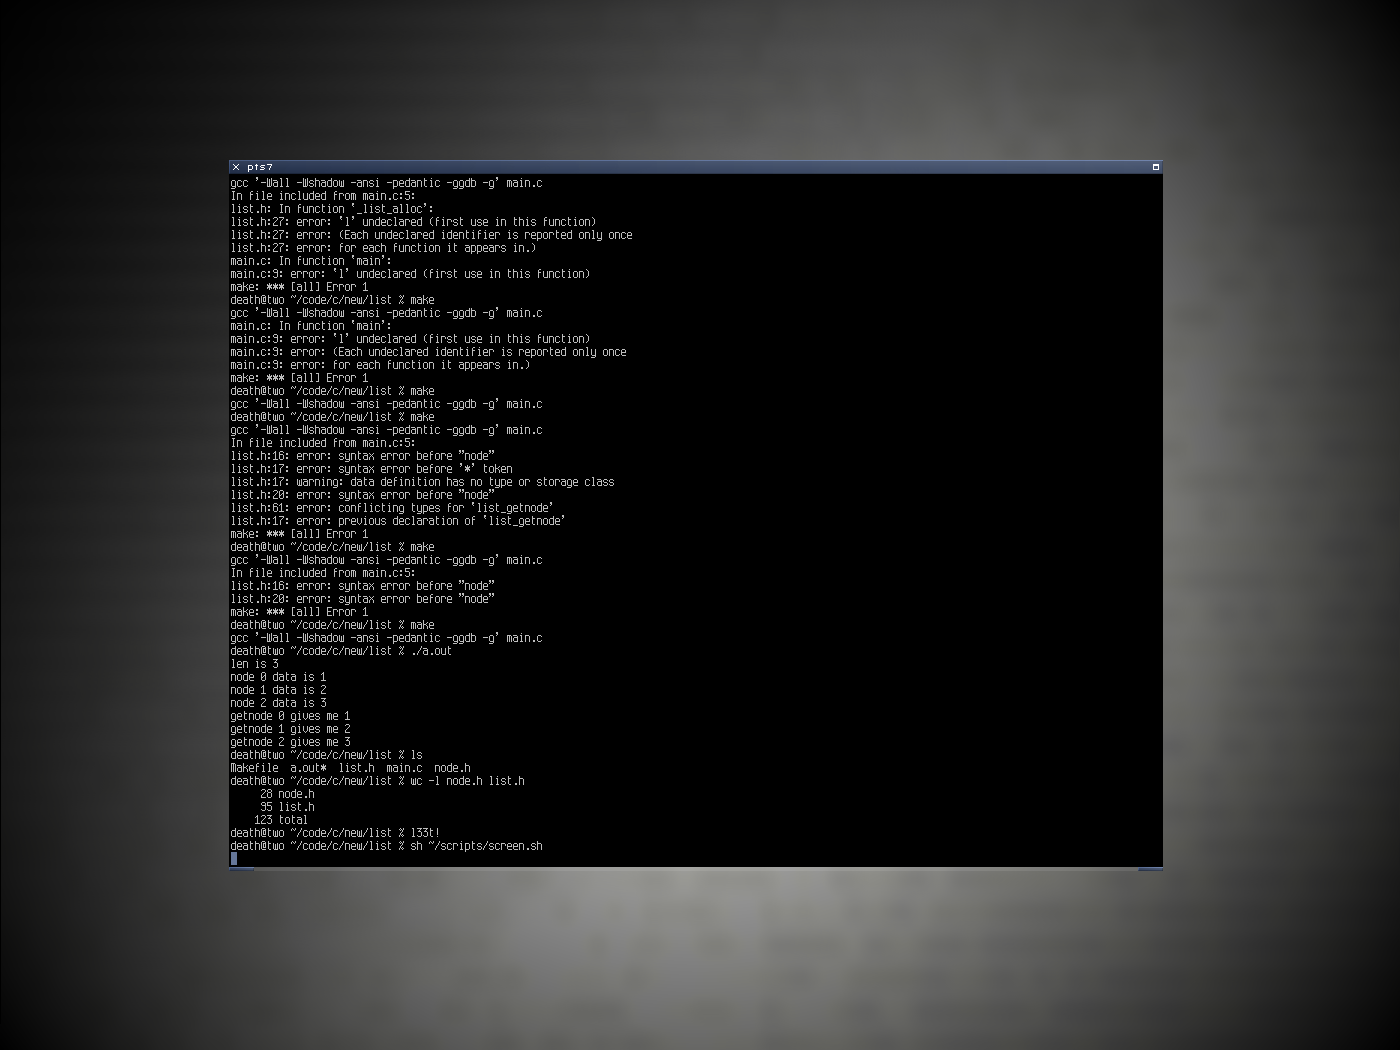 pts7
gcc '-Wall -Wshadow -ansi -pedantic -ggdb -g' main.c
In file included from main.c:5:
list.h: In function `_list_alloc':
list.h:27: error: `l' undeclared (first use in this function)
list.h:27: error: (Each undeclared identifier is reported only once
list.h:27: error: for each function it appears in.)
main.c: In function `main':
main.c:9: error: `l' undeclared (first use in this function)
make: *** [all] Error 1
death@two ~/code/c/new/list % make
gcc '-Wall -Wshadow -ansi -pedantic -ggdb -g' main.c
main.c: In function `main':
main.c:9: error: `l' undeclared (first use in this function)
main.c:9: error: (Each undeclared identifier is reported only once
main.c:9: error: for each function it appears in.)
make: *** [all] Error 1
death@two ~/code/c/new/list % make
gcc '-Wall -Wshadow -ansi -pedantic -ggdb -g' main.c
death@two ~/code/c/new/list % make
gcc '-Wall -Wshadow -ansi -pedantic -ggdb -g' main.c
In file included from main.c:5:
list.h:16: error: syntax error before "node"
list.h:17: error: syntax error before '*' token
list.h:17: warning: data definition has no type or storage class
list.h:20: error: syntax error before "node"
list.h:61: error: conflicting types for `list_getnode'
list.h:17: error: previous declaration of `list_getnode'
make: *** [all] Error 1
death@two ~/code/c/new/list % make
gcc '-Wall -Wshadow -ansi -pedantic -ggdb -g' main.c
In file included from main.c:5:
list.h:16: error: syntax error before "node"
list.h:20: error: syntax error before "node"
make: *** [all] Error 1
death@two ~/code/c/new/list % make
gcc '-Wall -Wshadow -ansi -pedantic -ggdb -g' main.c
death@two ~/code/c/new/list % ./a.out
len is 3
node 0 data is 1
node 1 data is 2
node 2 data is 3
getnode 0 gives me 1
getnode 1 gives me 2
getnode 2 gives me 3
death@two ~/code/c/new/list % ls
Makefile  a.out*  list.h  main.c  node.h
death@two ~/code/c/new/list % wc -l node.h list.h
     28 node.h
     95 list.h
    123 total
death@two ~/code/c/new/list % l33t!
death@two ~/code/c/new/list % sh ~/scripts/screen.sh